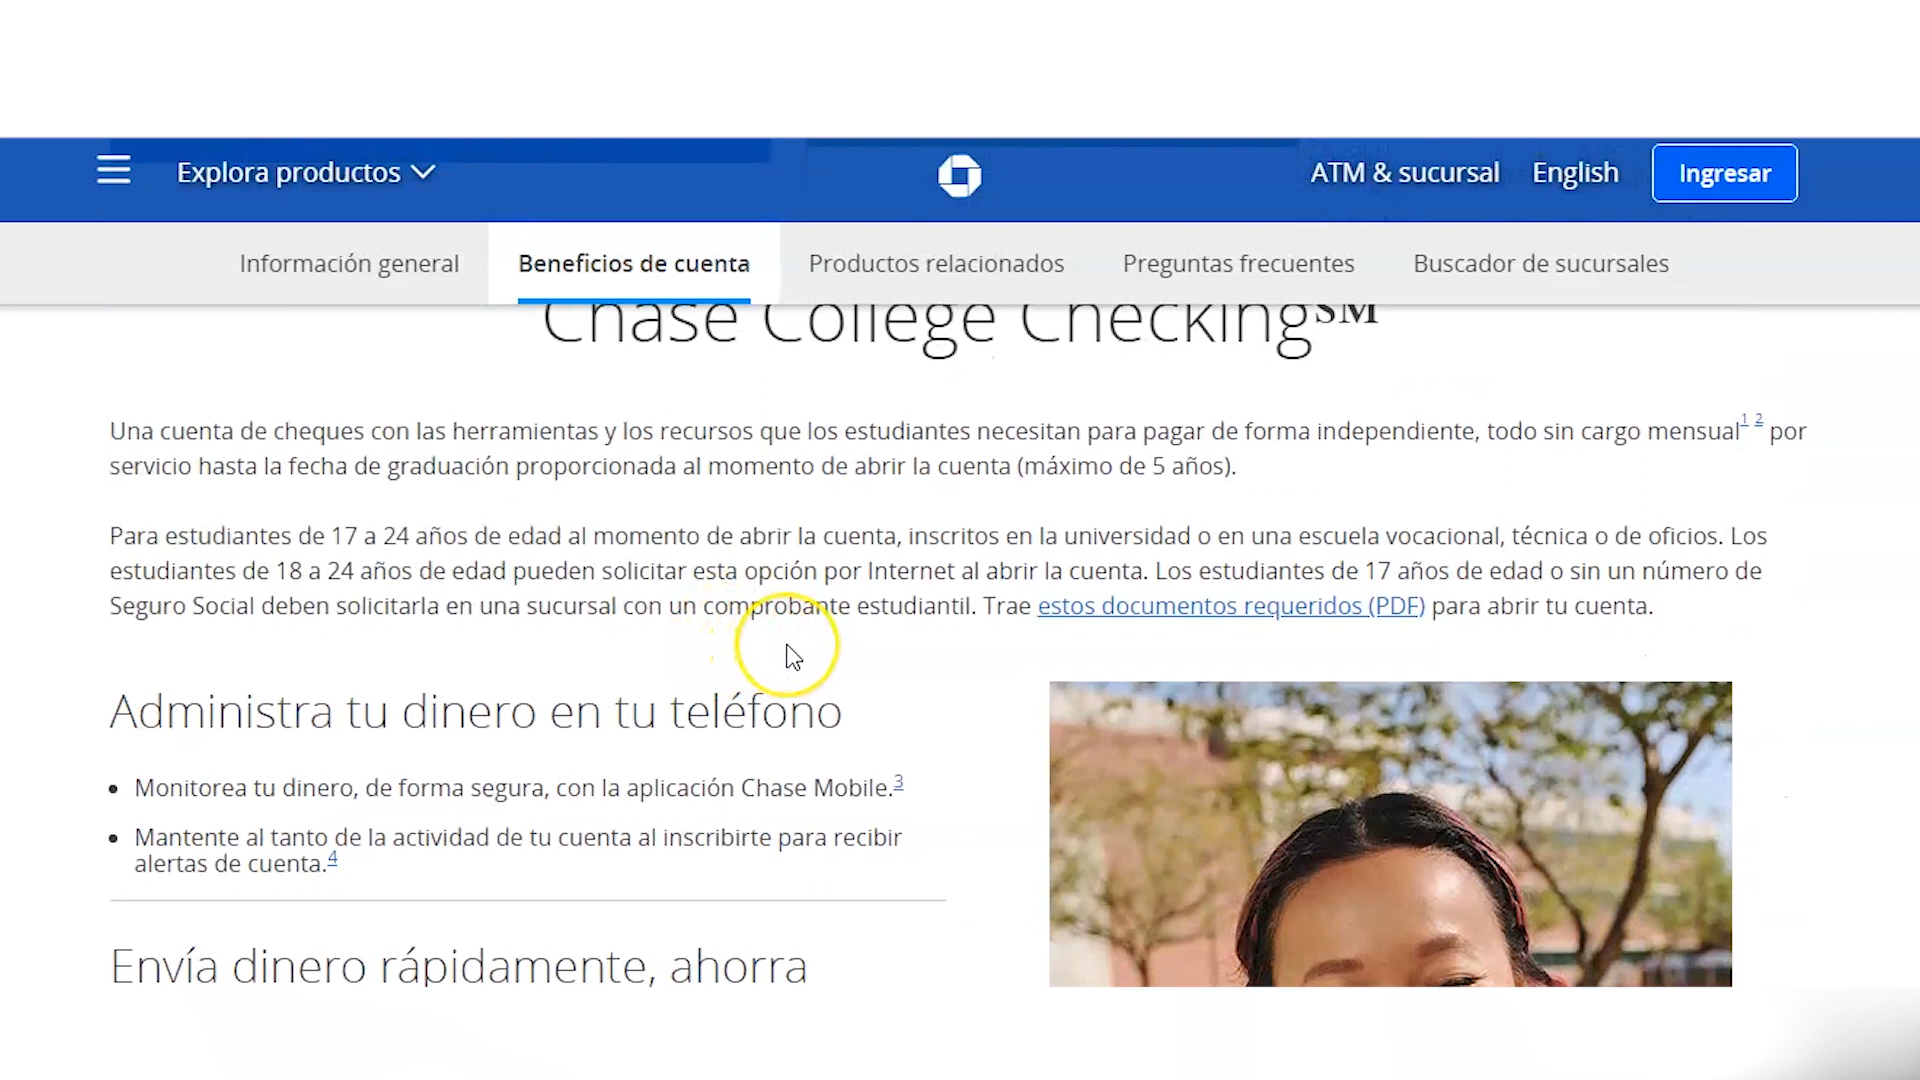 Explora productos
ATM & sucursal
English
Ingresar
Información general
Beneficios de cuenta
Productos relacionados
Preguntas frecuentes
Buscador de sucursales
Chase College Checking℠
Una cuenta de cheques con las herramientas y los recursos que los estudiantes necesitan para pagar de forma independiente, todo sin cargo mensual1 2 por
servicio hasta la fecha de graduación proporcionada al momento de abrir la cuenta (máximo de 5 años).
Para estudiantes de 17 a 24 años de edad al momento de abrir la cuenta, inscritos en la universidad o en una escuela vocacional, técnica o de oficios. Los
estudiantes de 18 a 24 años de edad pueden solicitar esta opción por Internet al abrir la cuenta. Los estudiantes de 17 años de edad o sin un número de
Seguro Social deben solicitarla en una sucursal con un comprobante estudiantil. Trae estos documentos requeridos (PDF) para abrir tu cuenta.
Administra tu dinero en tu teléfono
• Monitorea tu dinero, de forma segura, con la aplicación Chase Mobile.3
• Mantente al tanto de la actividad de tu cuenta al inscribirte para recibir
alertas de cuenta.4
Envía dinero rápidamente, ahorra